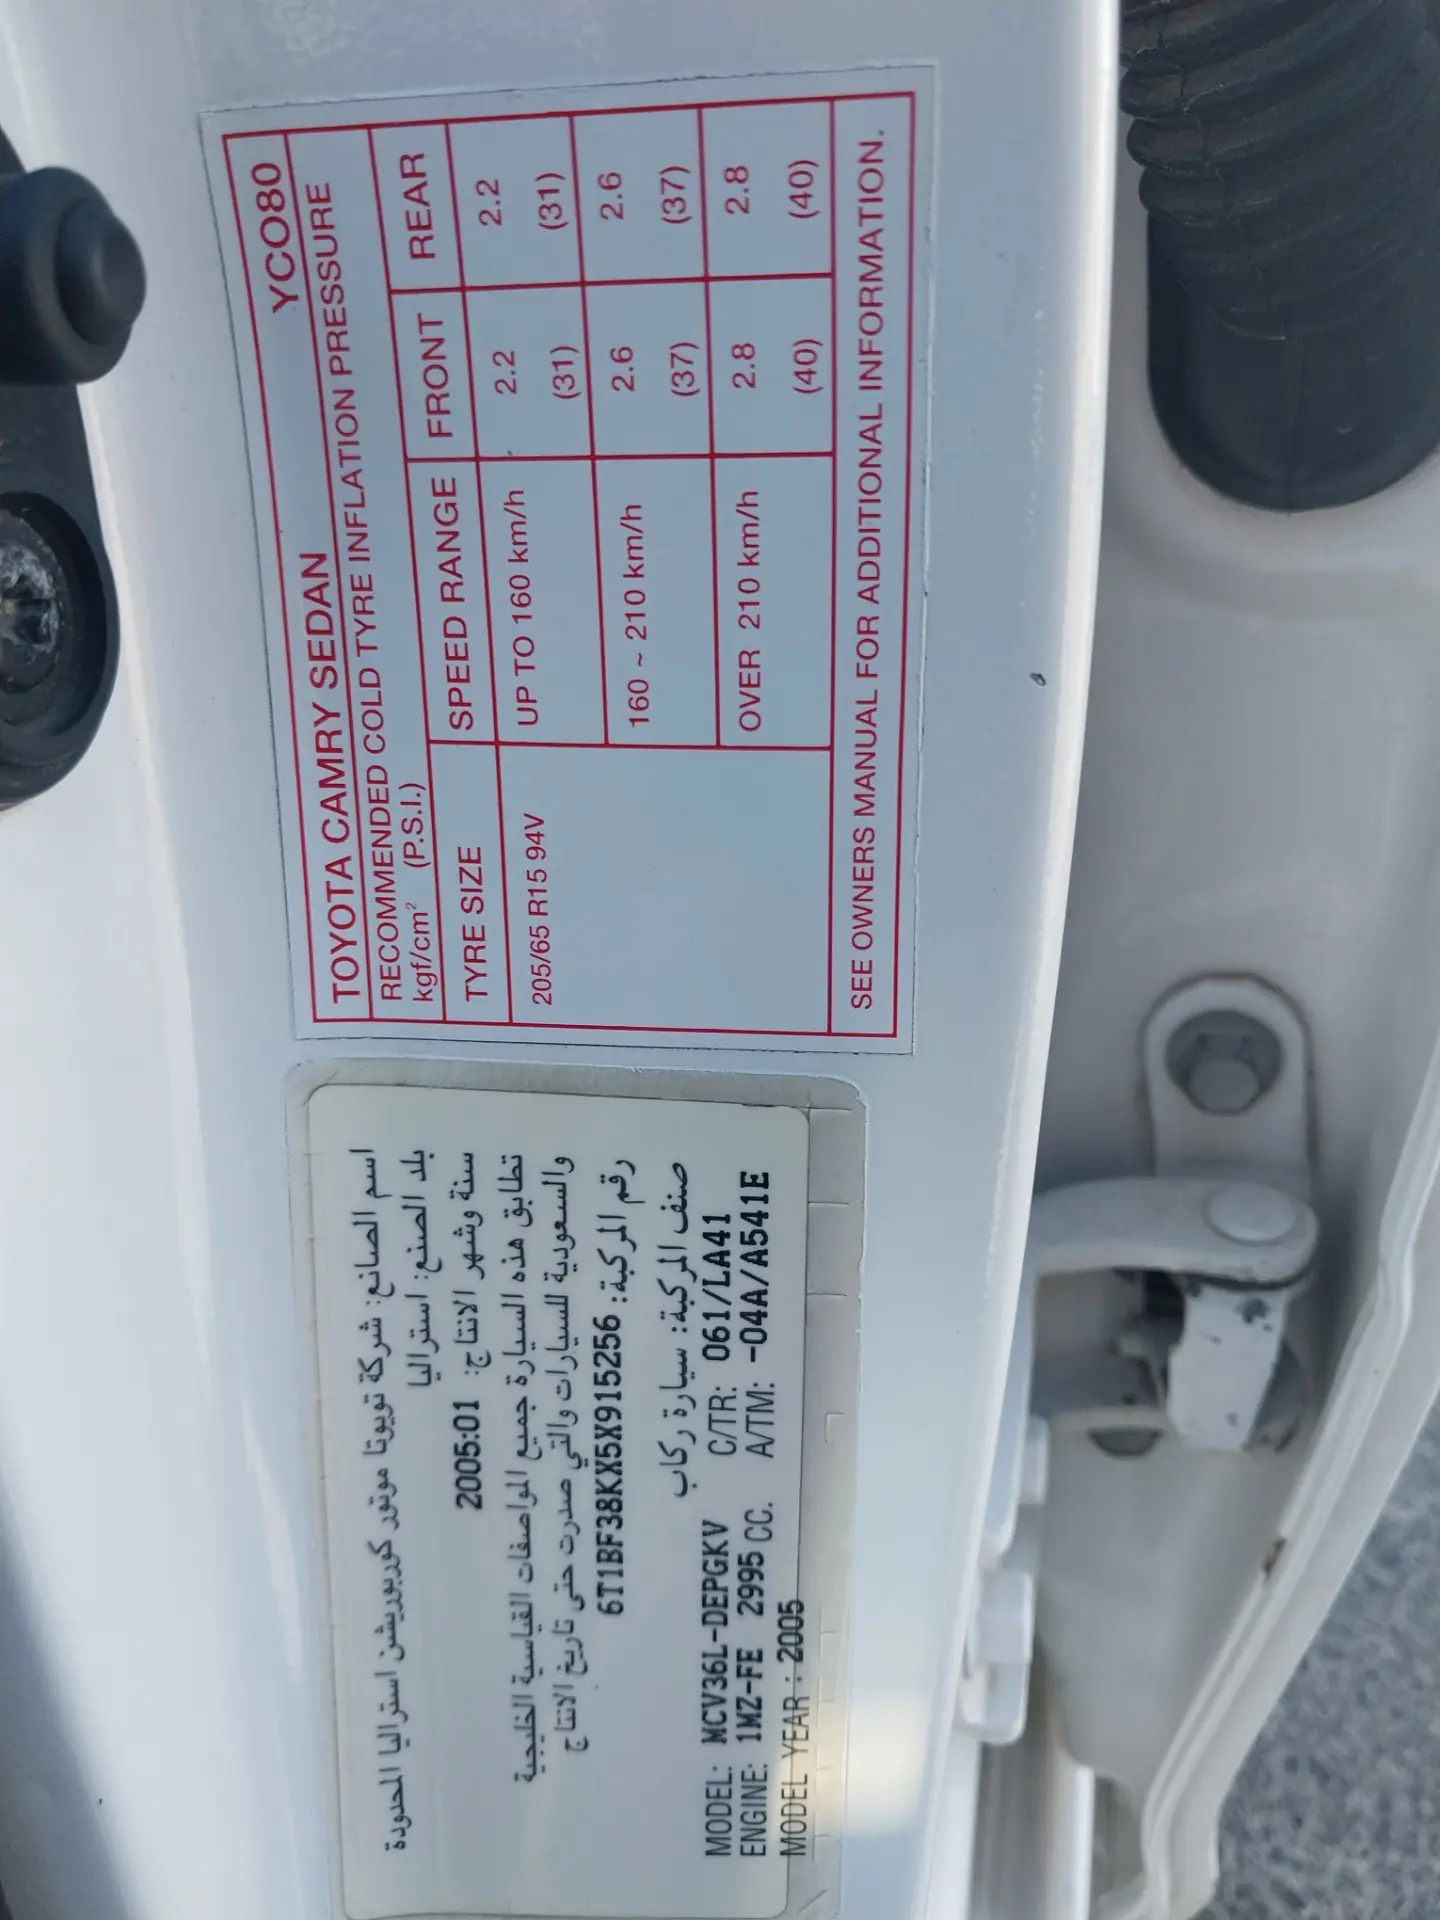 TOYOTA CAMRY SEDAN YCO80
RECOMMENDED COLD TYRE INFLATION PRESSURE
kgf/cm² (P.S.I.)
TYRE SIZE SPEED RANGE FRONT REAR
205/65 R15 94V UP TO 160 km/h 2.2 2.2
(31) (31)
160 ~ 210 km/h 2.6 2.6
(37) (37)
OVER 210 km/h 2.8 2.8
(40) (40)
SEE OWNERS MANUAL FOR ADDITIONAL INFORMATION.
اسم الصانع: شركة تويوتا موتور كوربوريشن استراليا المحدودة
بلد الصنع: استراليا
سنة وشهر الانتاج: 2005:01
تطابق هذه السيارة جميع المواصفات القياسية الخليجية
والسعودية للسيارات والتي صدرت حتى تاريخ الانتاج
رقم المركبة: 6T1BF38KX5X915256
صنف المركبة: سيارة ركاب
MODEL: MCV36L-DEPGKV C/TR: 061/LA41
ENGINE: 1MZ-FE 2995 CC. A/TM: -04A/A541E
MODEL YEAR : 2005